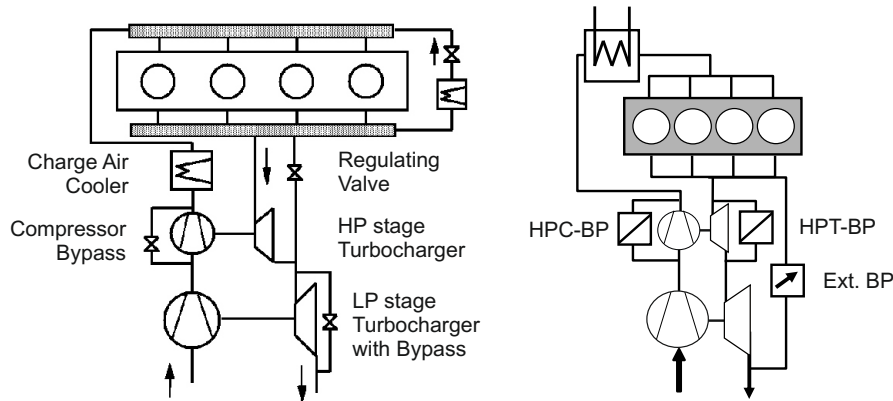 Charge Air
Cooler
Regulating
Valve
Compressor
Bypass
HP stage
Turbocharger
LP stage
Turbocharger
with Bypass
HPC-BP
HPT-BP
Ext. BP